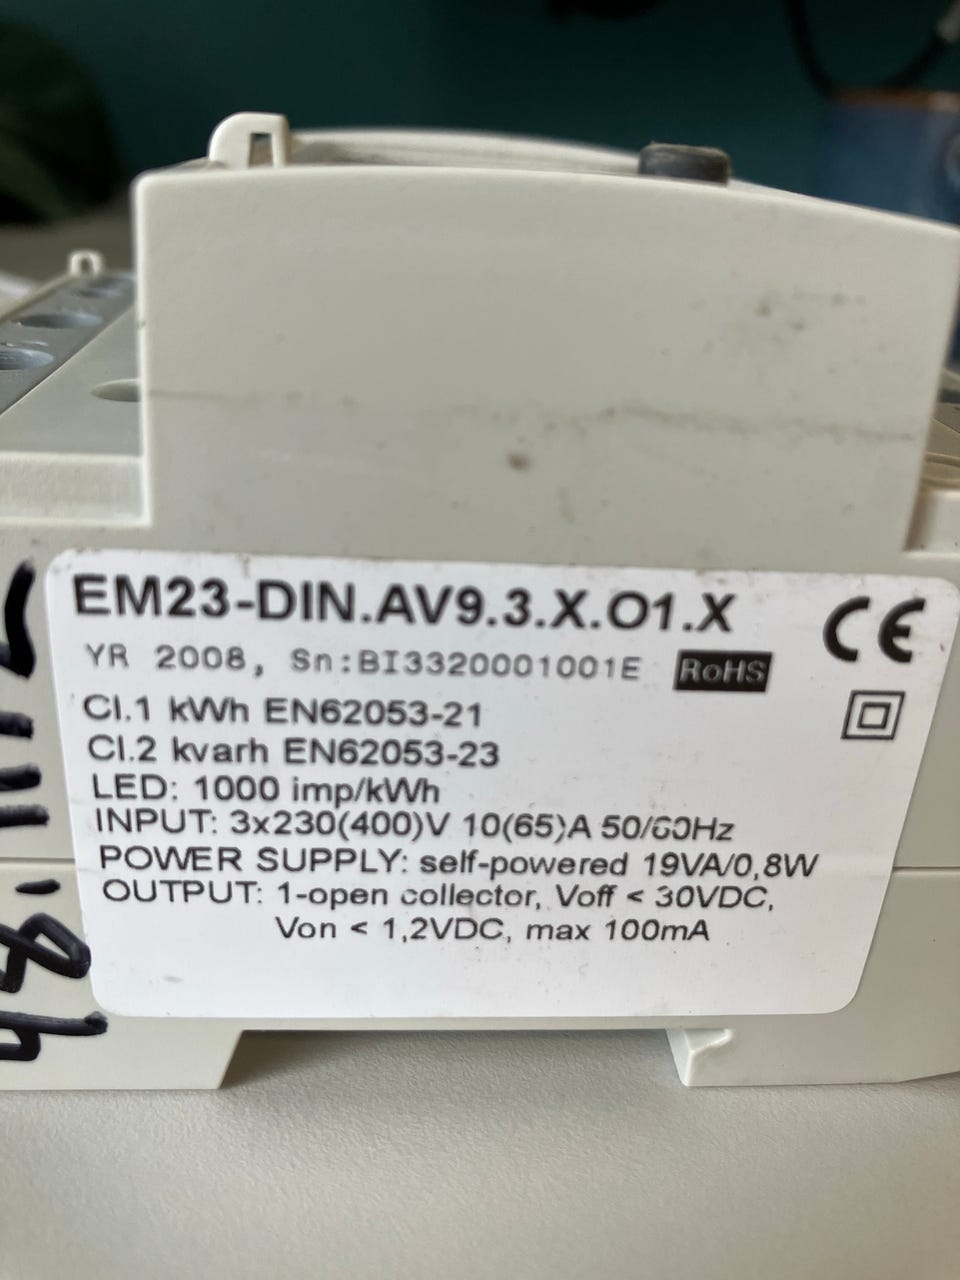 EM23-DIN.AV9.3.X.O1.X
CE
YR 2008, Sn:BI3320001001E RoHS
Cl.1 kWh EN62053-21
Cl.2 kvarh EN62053-23
LED: 1000 imp/kWh
INPUT: 3x230(400)V 10(65)A 50/60Hz
POWER SUPPLY: self-powered 19VA/0,8W
OUTPUT: 1-open collector, Voff < 30VDC,
Von < 1,2VDC, max 100mA